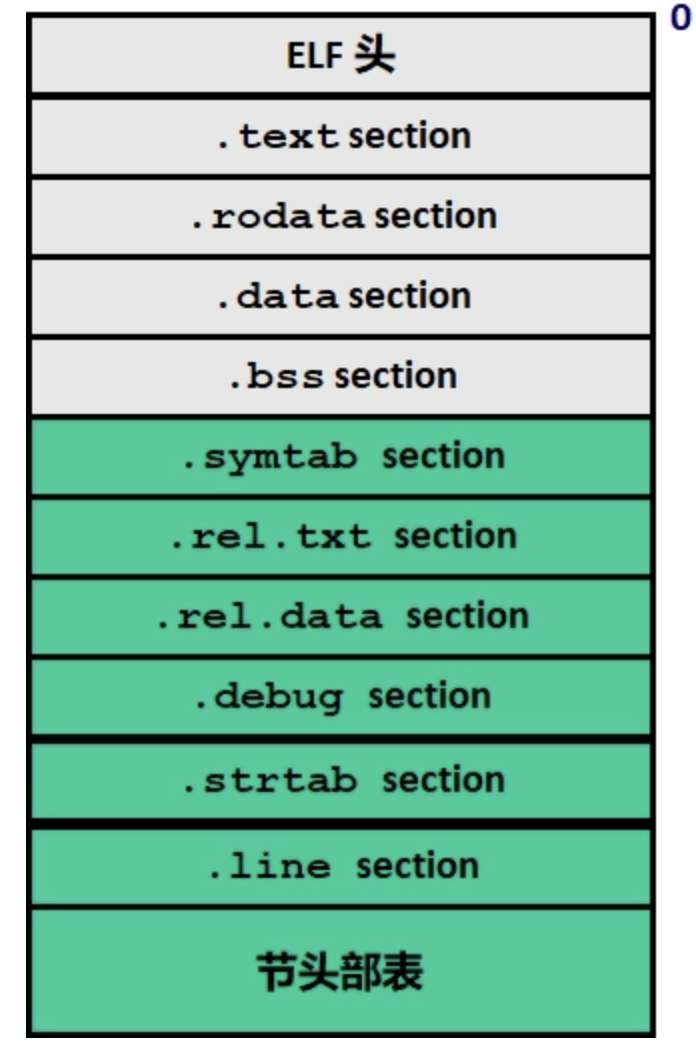 0
ELF 头
.text section
.rodata section
.data section
.bss section
.symtab section
.rel.txt section
.rel.data section
.debug section
.strtab section
.line section
节头部表